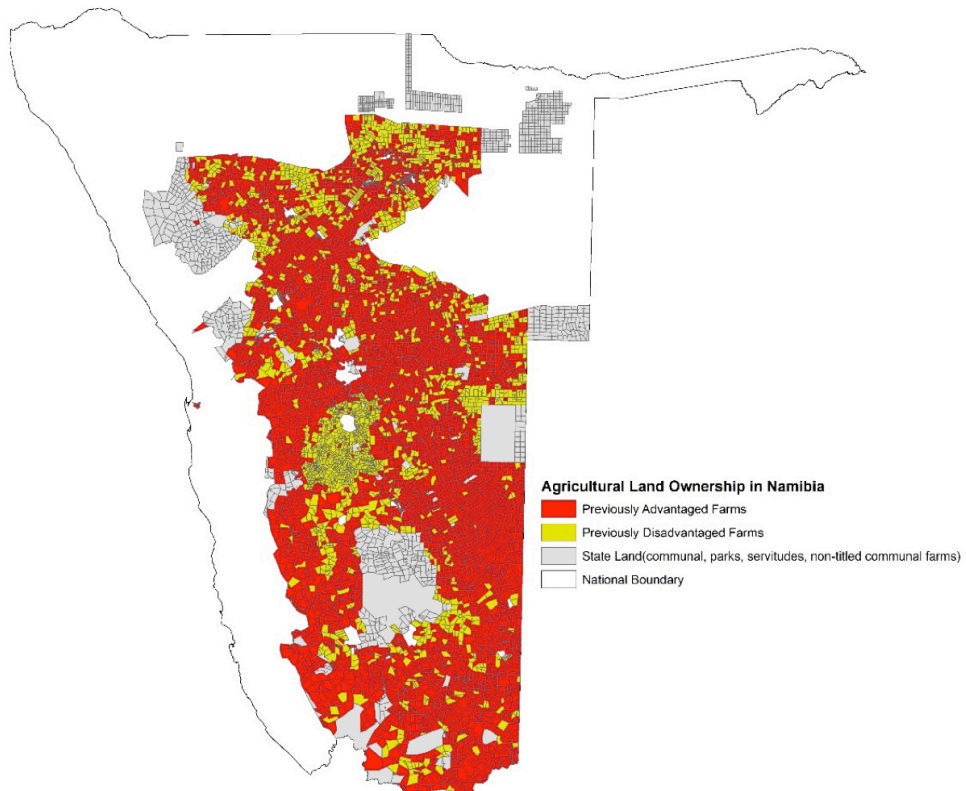 Agricultural Land Ownership in Namibia
Previously Advantaged Farms
Previously Disadvantaged Farms
State Land(communal, parks, servitudes, non-titled communal farms)
National Boundary